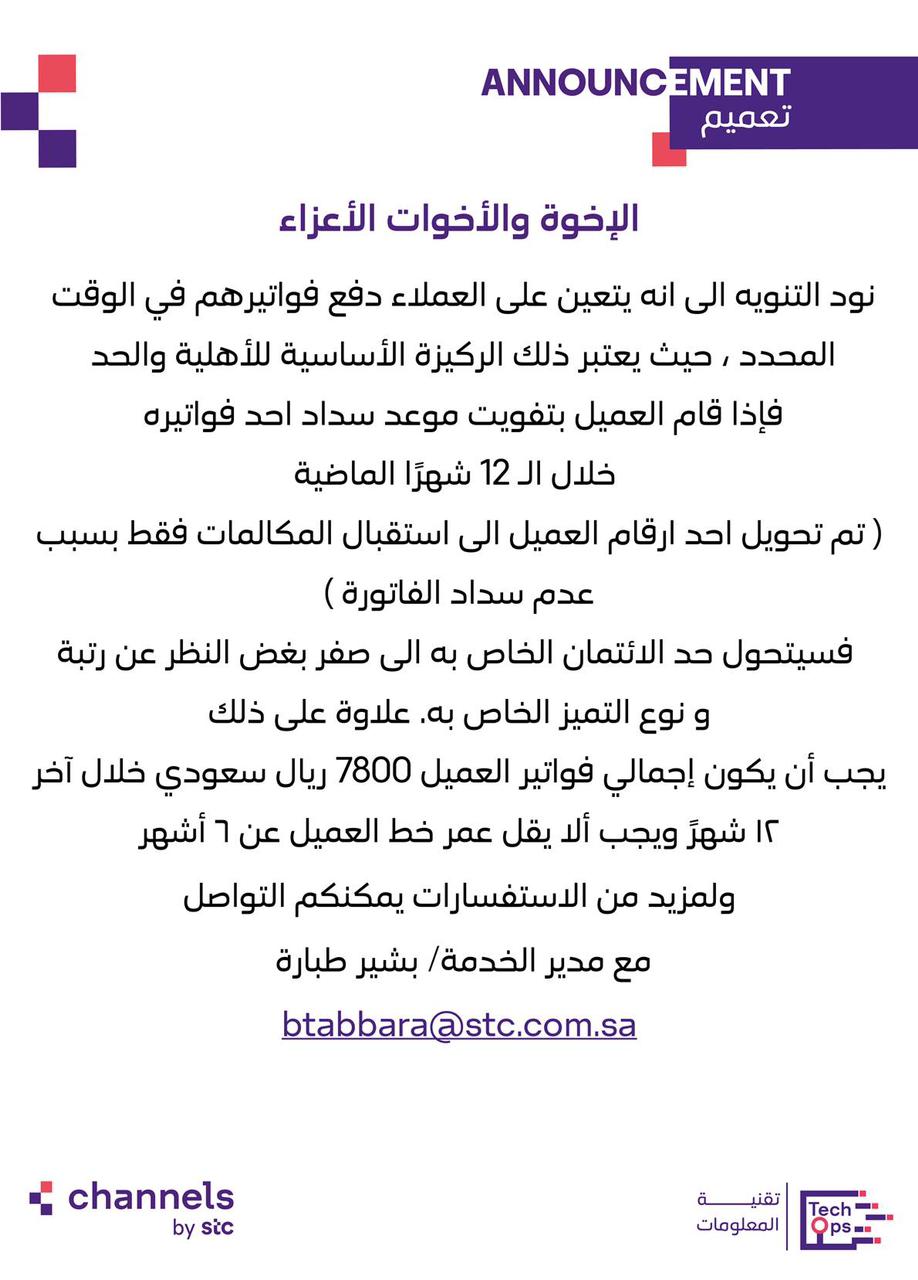 ANNOUNCEMENT
تعميم
الإخوة والأخوات الأعزاء
نود التنويه الى انه يتعين على العملاء دفع فواتيرهم في الوقت
المحدد ، حيث يعتبر ذلك الركيزة الأساسية للأهلية والحد
فإذا قام العميل بتفويت موعد سداد احد فواتيره
خلال الـ 12 شهرًا الماضية
( تم تحويل احد ارقام العميل الى استقبال المكالمات فقط بسبب
عدم سداد الفاتورة )
فسيتحول حد الائتمان الخاص به الى صفر بغض النظر عن رتبة
و نوع التميز الخاص به. علاوة على ذلك
يجب أن يكون إجمالي فواتير العميل 7800 ريال سعودي خلال آخر
١٢ شهرً ويجب ألا يقل عمر خط العميل عن ٦ أشهر
ولمزيد من الاستفسارات يمكنكم التواصل
مع مدير الخدمة/ بشير طبارة
btabbara@stc.com.sa
channels
by stc
تقنيـــــة
المعلومات
Tech
Ops